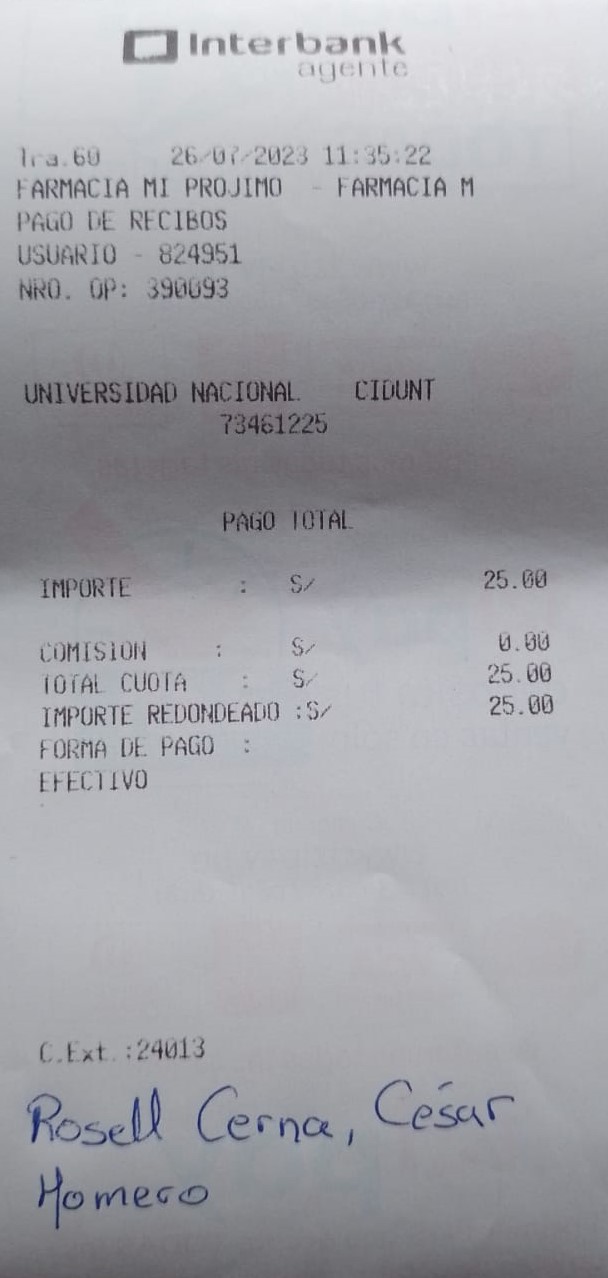 Interbank
agente
Tra.60 26/07/2023 11:35:22
FARMACIA MI PROJIMO - FARMACIA M
PAGO DE RECIBOS
USUARIO - 824951
NRO. OP: 390093
UNIVERSIDAD NACIONAL CIDUNT
73461225
PAGO TOTAL
IMPORTE : S/ 25.00
COMISION : S/ 0.00
TOTAL CUOTA : S/ 25.00
IMPORTE REDONDEADO :S/ 25.00
FORMA DE PAGO :
EFECTIVO
C.Ext.:24013
Rosell Cerna, César
Homero